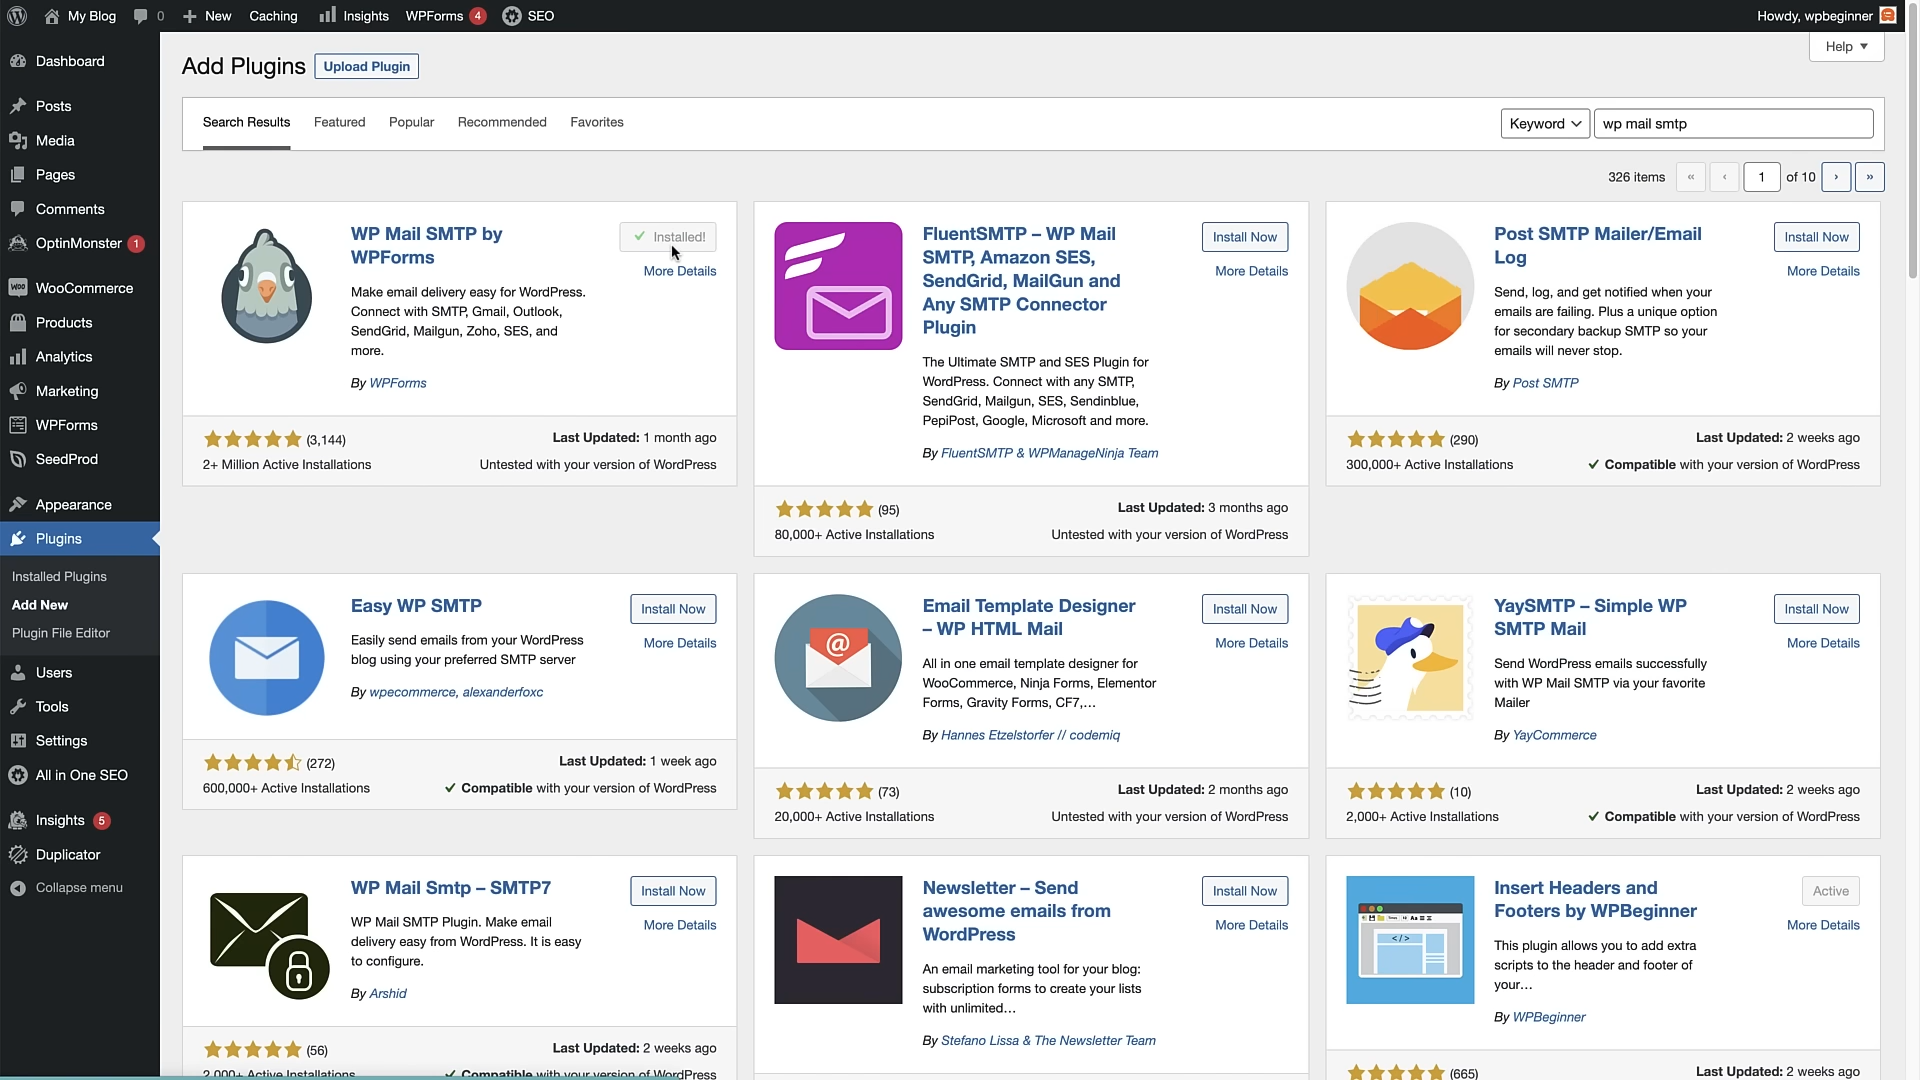 My Blog
0
New
Caching
Insights
WPForms
4
SEO
Howdy, wpbeginner
Help
Dashboard
Posts
Media
Pages
Comments
OptinMonster
1
WooCommerce
Products
Analytics
Marketing
WPForms
SeedProd
Appearance
Plugins
Installed Plugins
Add New
Plugin File Editor
Users
Tools
Settings
All in One SEO
Insights
5
Duplicator
Collapse menu
Add Plugins
Upload Plugin
Search Results
Featured
Popular
Recommended
Favorites
Keyword
wp mail smtp
326 items
«
‹
1
of 10
›
»
WP Mail SMTP by
WPForms
Installed!
More Details
Make email delivery easy for WordPress.
Connect with SMTP, Gmail, Outlook,
SendGrid, Mailgun, Zoho, SES, and
more.
By WPForms
(3,144)
Last Updated: 1 month ago
2+ Million Active Installations
Untested with your version of WordPress
FluentSMTP – WP Mail
SMTP, Amazon SES,
SendGrid, MailGun and
Any SMTP Connector
Plugin
Install Now
More Details
The Ultimate SMTP and SES Plugin for
WordPress. Connect with any SMTP,
SendGrid, Mailgun, SES, Sendinblue,
PepiPost, Google, Microsoft and more.
By FluentSMTP & WPManageNinja Team
(95)
Last Updated: 3 months ago
80,000+ Active Installations
Untested with your version of WordPress
Post SMTP Mailer/Email
Log
Install Now
More Details
Send, log, and get notified when your
emails are failing. Plus a unique option
for secondary backup SMTP so your
emails will never stop.
By Post SMTP
(290)
Last Updated: 2 weeks ago
300,000+ Active Installations
Compatible with your version of WordPress
Easy WP SMTP
Install Now
More Details
Easily send emails from your WordPress
blog using your preferred SMTP server
By wpecommerce, alexanderfoxc
(272)
Last Updated: 1 week ago
600,000+ Active Installations
Compatible with your version of WordPress
@
Email Template Designer
– WP HTML Mail
Install Now
More Details
All in one email template designer for
WooCommerce, Ninja Forms, Elementor
Forms, Gravity Forms, CF7,…
By Hannes Etzelstorfer // codemiq
(73)
Last Updated: 2 months ago
20,000+ Active Installations
Untested with your version of WordPress
YaySMTP – Simple WP
SMTP Mail
Install Now
More Details
Send WordPress emails successfully
with WP Mail SMTP via your favorite
Mailer
By YayCommerce
(10)
Last Updated: 2 weeks ago
2,000+ Active Installations
Compatible with your version of WordPress
WP Mail Smtp – SMTP7
Install Now
More Details
WP Mail SMTP Plugin. Make email
delivery easy from WordPress. It is easy
to configure.
By Arshid
(56)
Last Updated: 2 weeks ago
2,000+ Active Installations
Compatible with your version of WordPress
Newsletter – Send
awesome emails from
WordPress
Install Now
More Details
An email marketing tool for your blog:
subscription forms to create your lists
with unlimited…
By Stefano Lissa & The Newsletter Team
</>
Insert Headers and
Footers by WPBeginner
Active
More Details
This plugin allows you to add extra
scripts to the header and footer of
your…
By WPBeginner
(665)
Last Updated: 2 weeks ago